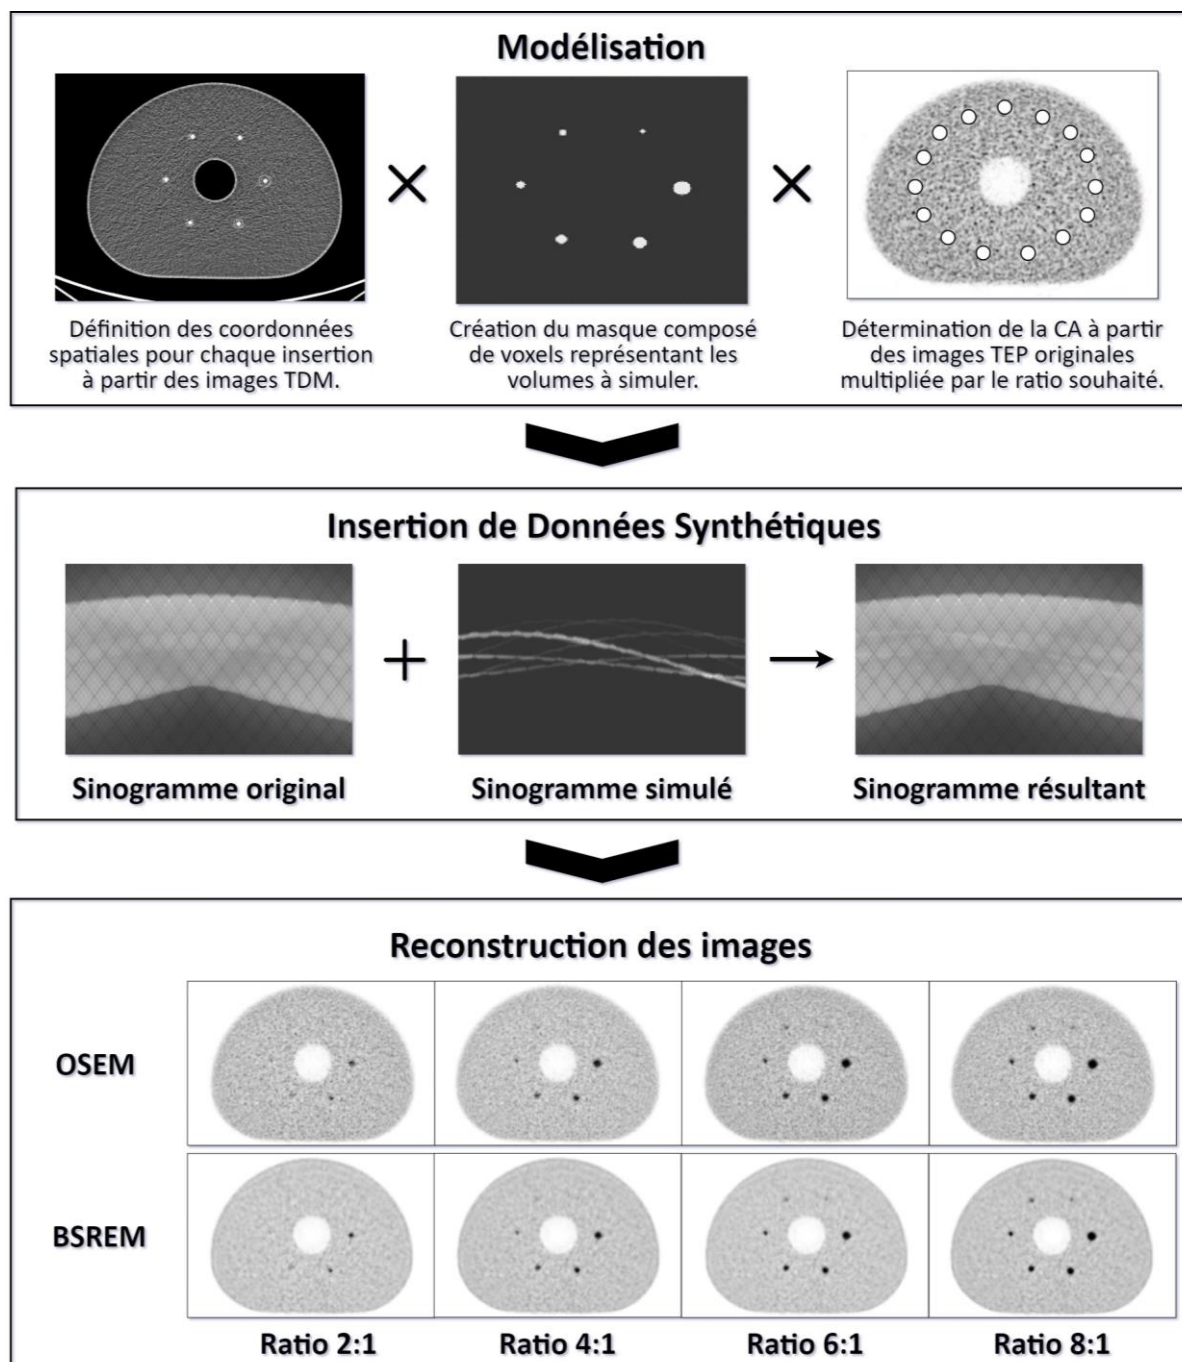 Modélisation
Définition des coordonnées
spatiales pour chaque insertion
à partir des images TDM.
Création du masque composé
de voxels représentant les
volumes à simuler.
Détermination de la CA à partir
des images TEP originales
multipliée par le ratio souhaité.
Insertion de Données Synthétiques
Sinogramme original
Sinogramme simulé
Sinogramme résultant
Reconstruction des images
OSEM
BSREM
Ratio 2:1
Ratio 4:1
Ratio 6:1
Ratio 8:1